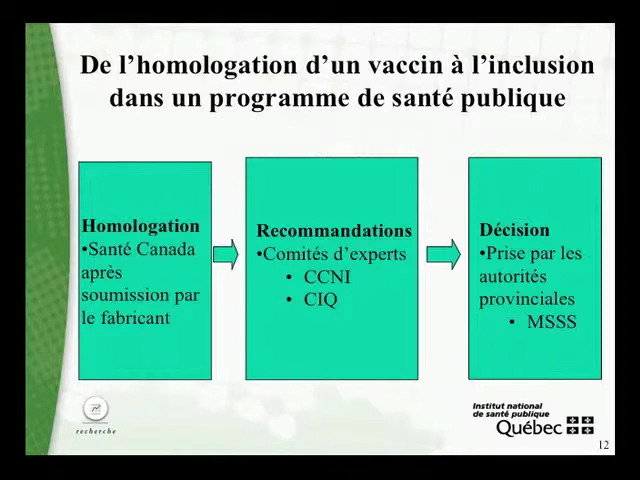 De l’homologation d’un vaccin à l’inclusion
dans un programme de santé publique
Homologation
•Santé Canada
après
soumission par
le fabricant
Recommandations
•Comités d’experts
• CCNI
• CIQ
Décision
•Prise par les
autorités
provinciales
• MSSS
recherche
Institut national
de santé publique
Québec
12